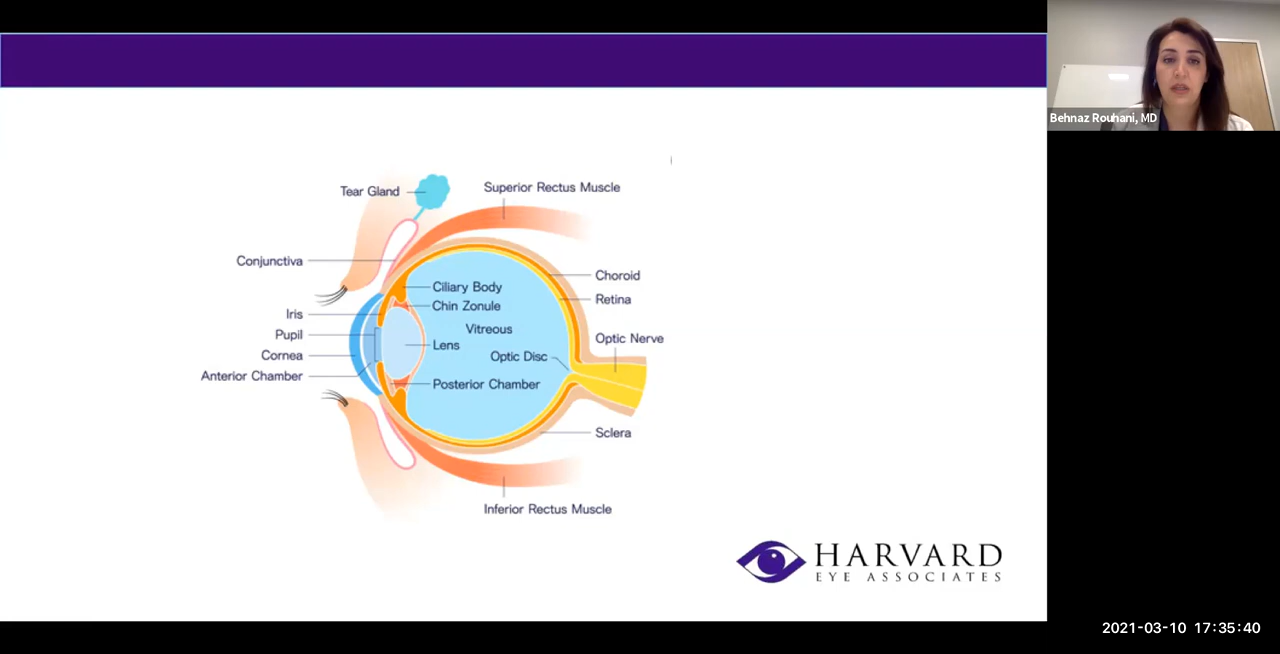 Behnaz Rouhani, MD
Tear Gland
Superior Rectus Muscle
Conjunctiva
Choroid
Ciliary Body
Retina
Chin Zonule
Iris
Vitreous
Pupil
Optic Nerve
Lens
Cornea
Optic Disc
Anterior Chamber
Posterior Chamber
Sclera
Inferior Rectus Muscle
HARVARD
EYE ASSOCIATES
2021-03-10 17:35:40